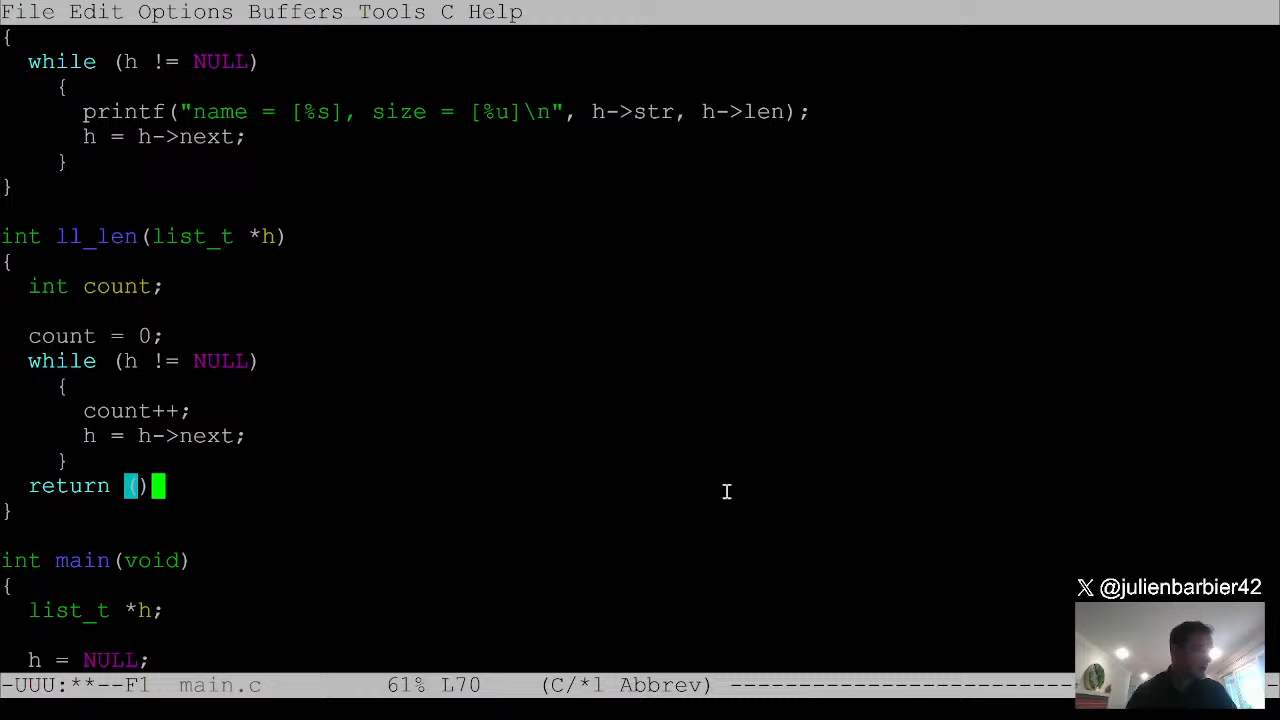 File Edit Options Buffers Tools C Help
{
  while (h != NULL)
    {
      printf("name = [%s], size = [%u]\n", h->str, h->len);
      h = h->next;
    }
}
int ll_len(list_t *h)
{
  int count;
  count = 0;
  while (h != NULL)
    {
      count++;
      h = h->next;
    }
  return ()
}
int main(void)
{
  list_t *h;
  h = NULL;
-UUU:**--F1  main.c         61% L70    (C/*l Abbrev) -------------------------
𝕏 @julienbarbier42